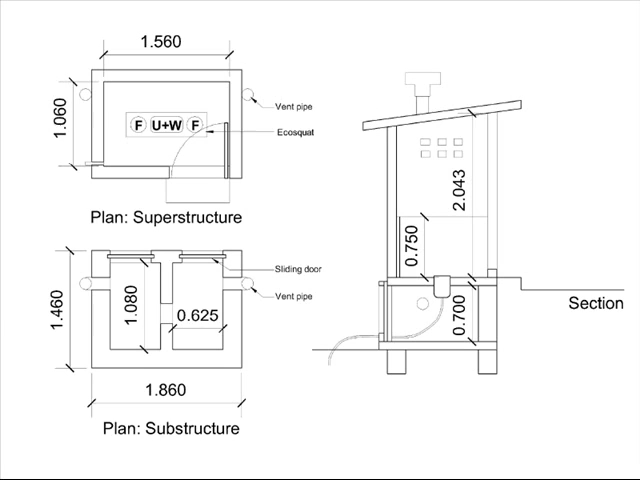 1.560
1.060
F U+W F
Vent pipe
Ecosquat
Plan: Superstructure
Sliding door
Vent pipe
1.460
1.080
0.625
1.860
Plan: Substructure
2.043
0.750
0.700
Section